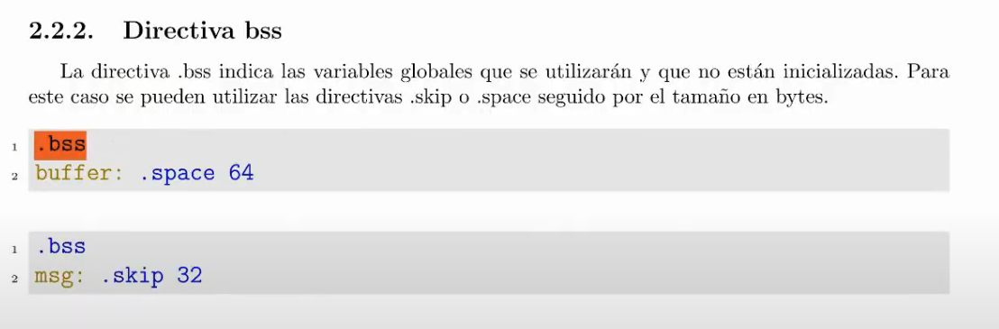 2.2.2. Directiva bss
La directiva .bss indica las variables globales que se utilizarán y que no están inicializadas. Para
este caso se pueden utilizar las directivas .skip o .space seguido por el tamaño en bytes.
1 .bss
2 buffer: .space 64
1 .bss
2 msg: .skip 32